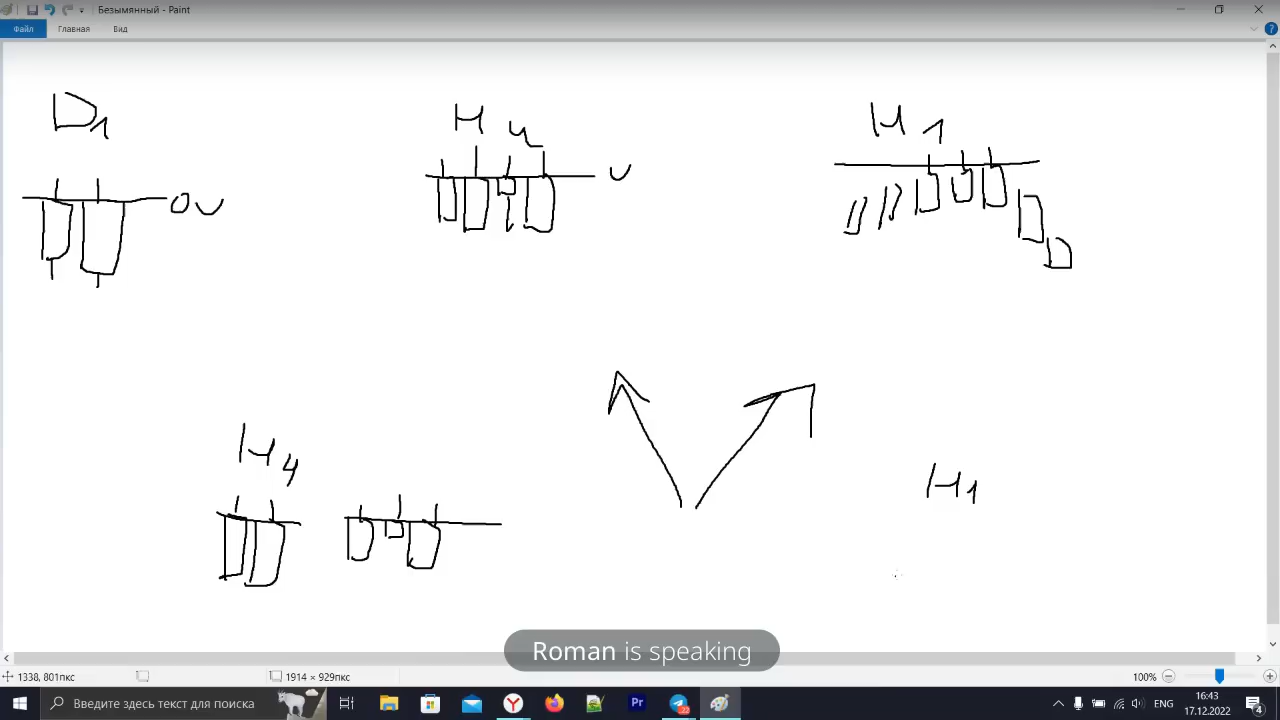 Безымянный - Paint
Файл Главная Вид
D1
H4
H1
H4
H1
Roman is speaking
1338, 801пкс
1914 × 929пкс
100%
Введите здесь текст для поиска
Pr
ENG
16:43
17.12.2022